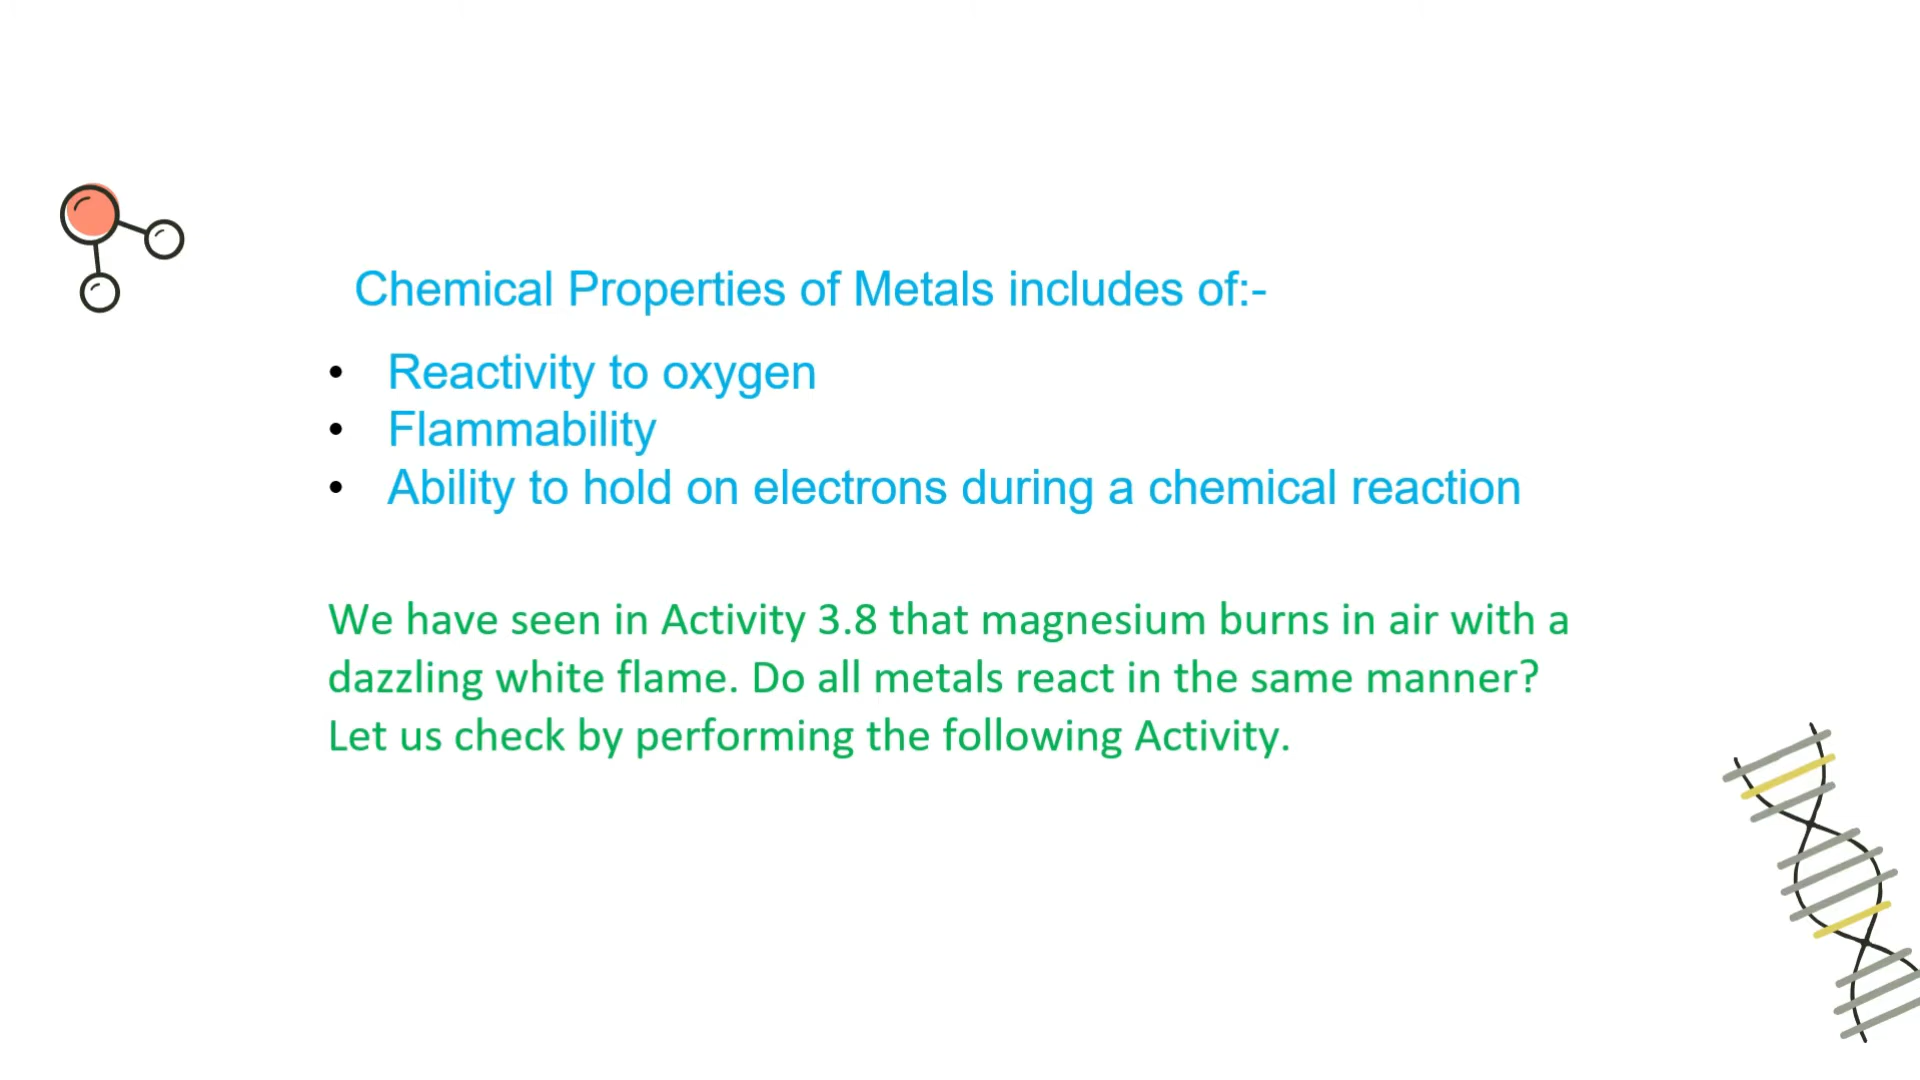 Chemical Properties of Metals includes of:-
• Reactivity to oxygen
• Flammability
• Ability to hold on electrons during a chemical reaction
We have seen in Activity 3.8 that magnesium burns in air with a
dazzling white flame. Do all metals react in the same manner?
Let us check by performing the following Activity.